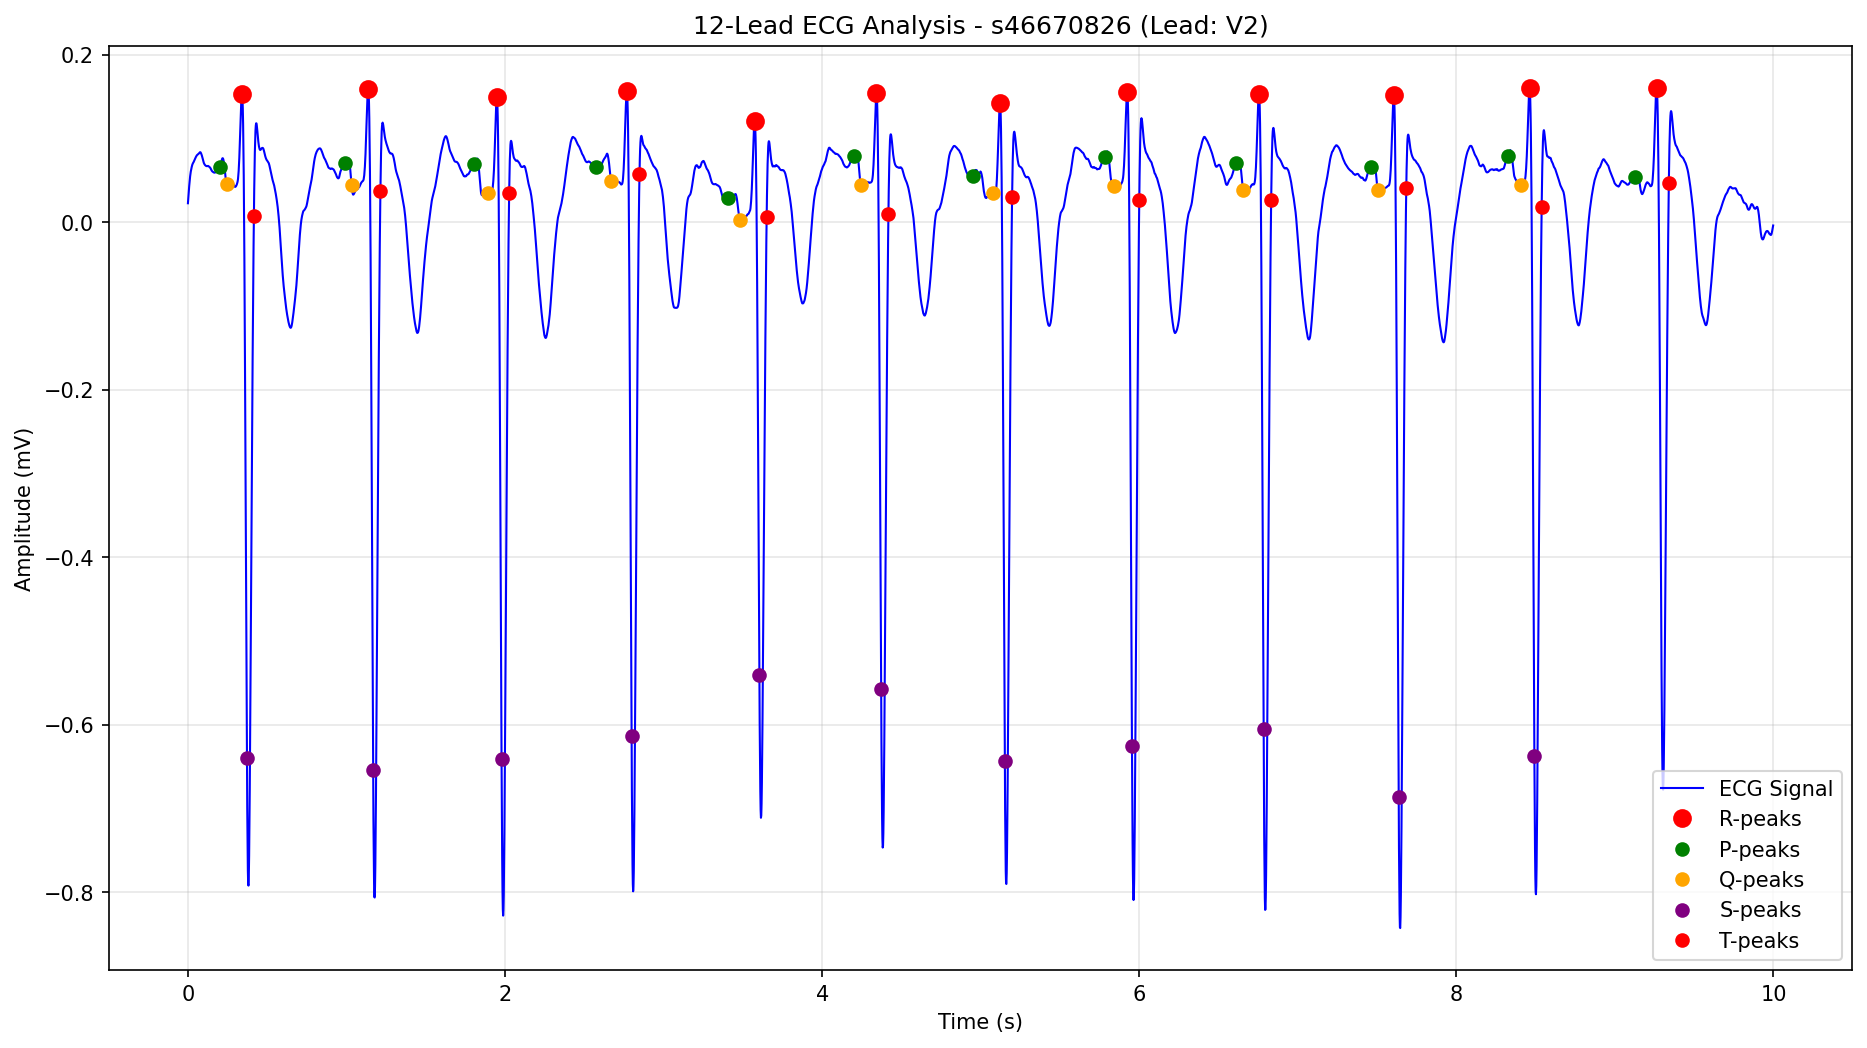 12-Lead ECG Analysis - s46670826 (Lead: V2)
Amplitude (mV)
0.2
0.0
−0.2
−0.4
−0.6
−0.8
0 2 4 6 8 10
Time (s)
ECG Signal
R-peaks
P-peaks
Q-peaks
S-peaks
T-peaks